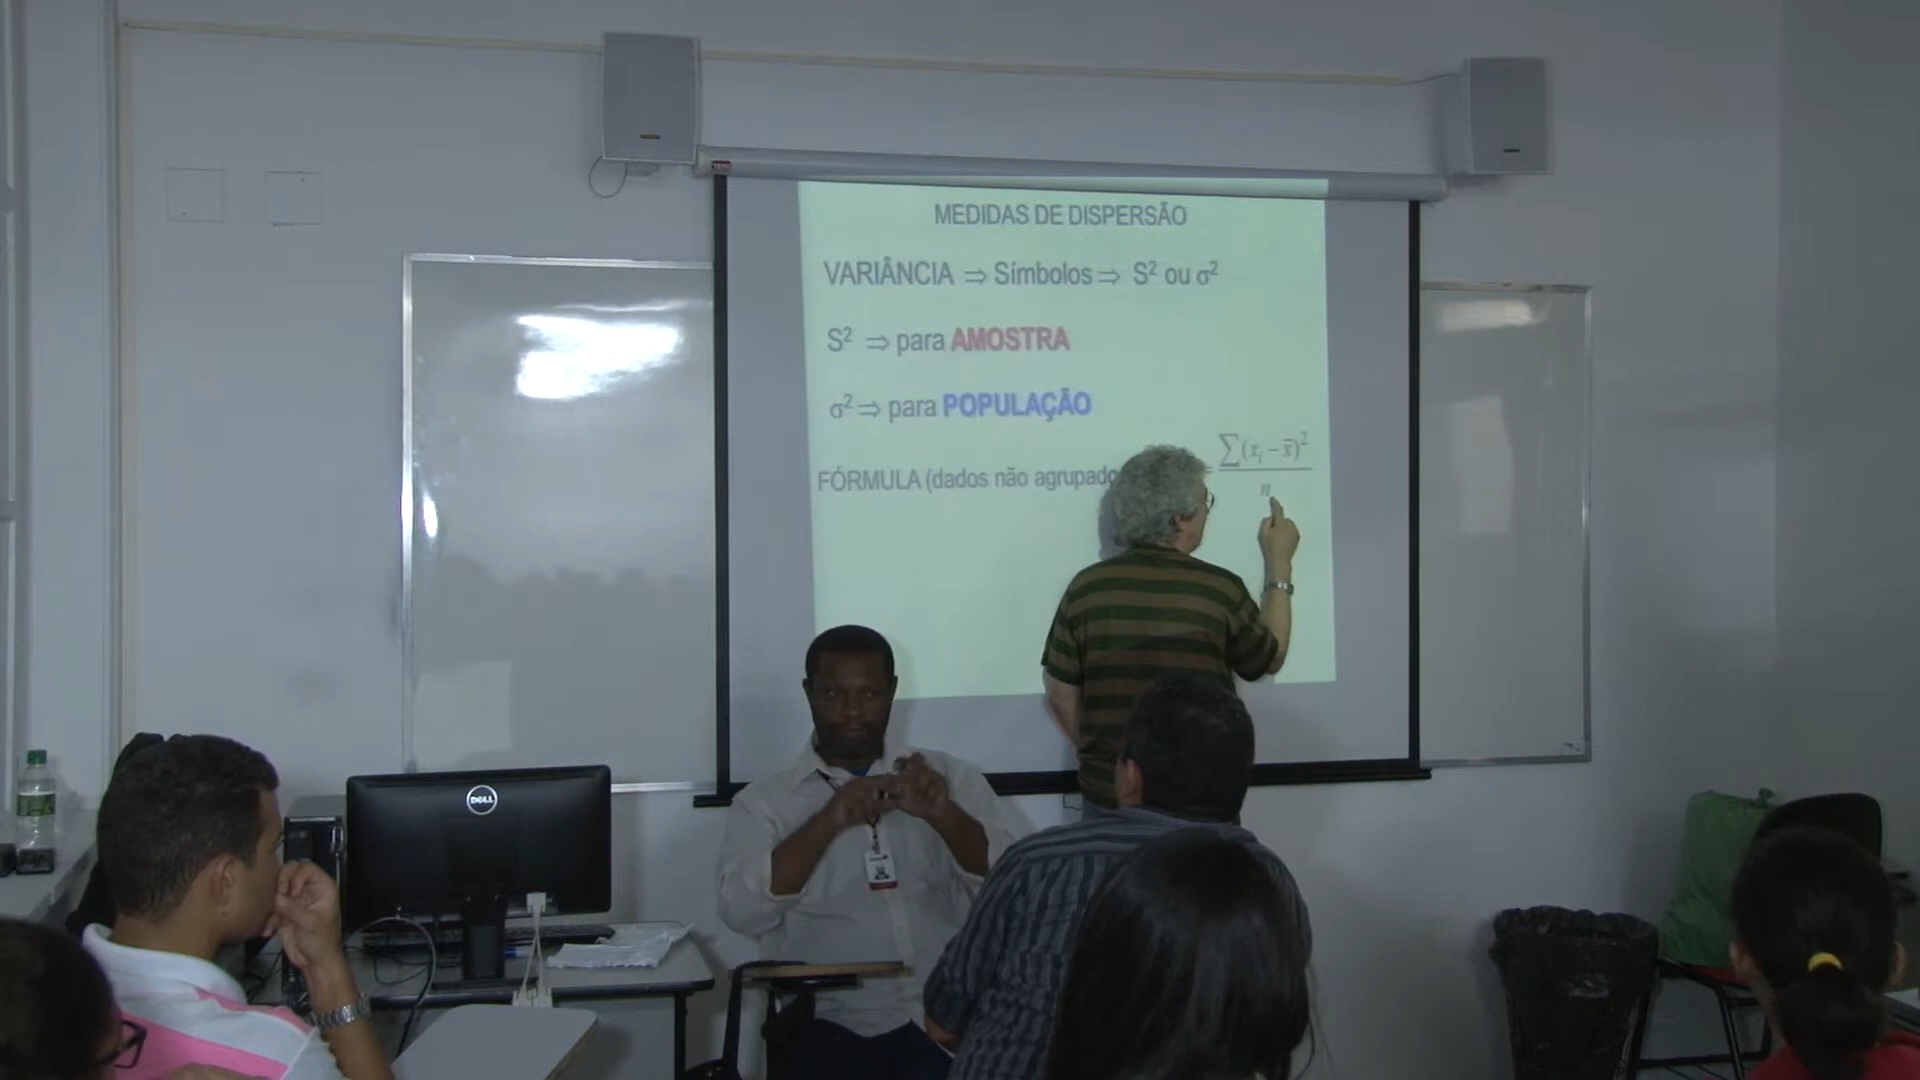 MEDIDAS DE DISPERSÃO
VARIÂNCIA ⇒ Símbolos ⇒ S² ou σ²
S² ⇒ para AMOSTRA
σ² ⇒ para POPULAÇÃO
FÓRMULA (dados não agrupado
∑(xᵢ – x̄)²
n
DELL